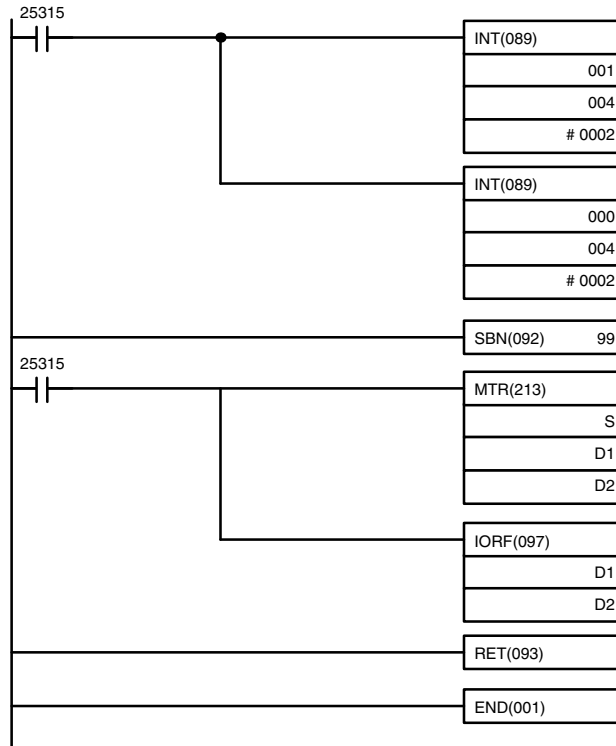 25315
INT(089)
001
004
# 0002
INT(089)
000
004
# 0002
SBN(092) 99
25315
MTR(213)
S
D1
D2
IORF(097)
D1
D2
RET(093)
END(001)